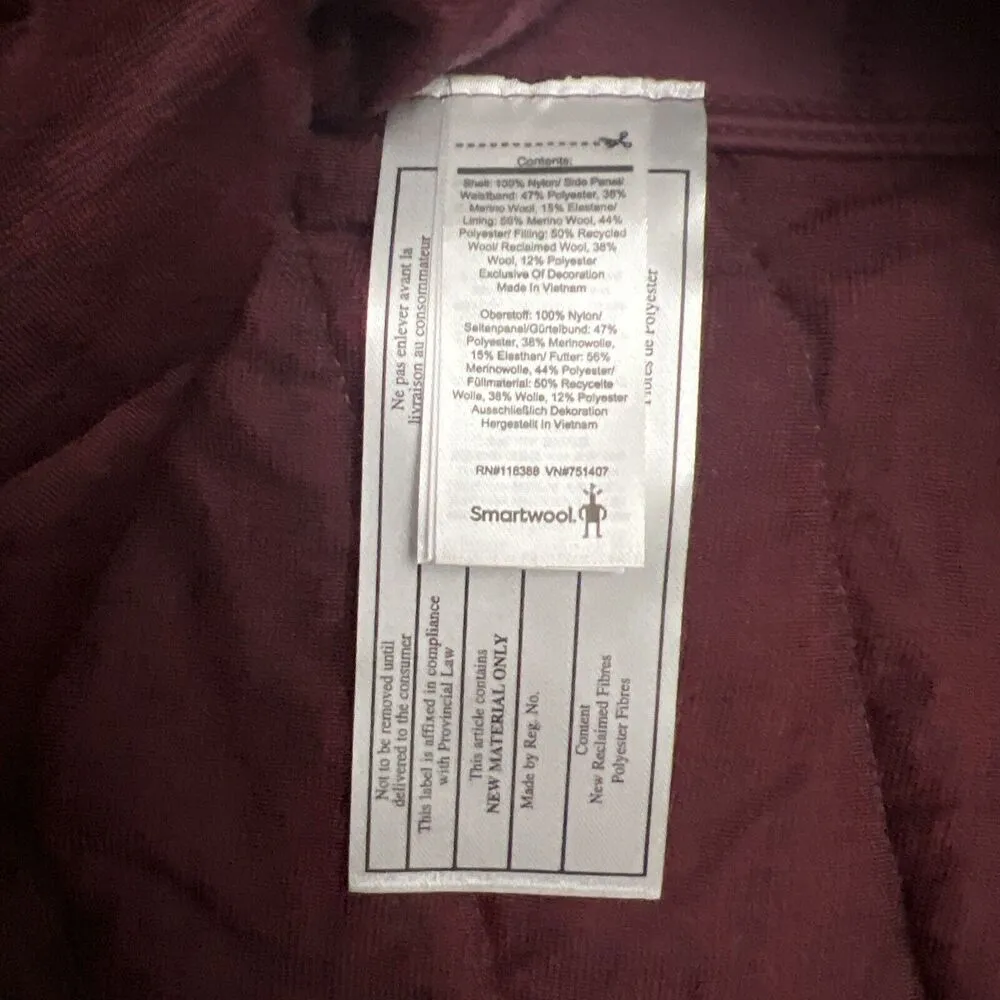 Contents:
Shell: 100% Nylon/ Side Panel/
Waistband: 47% Polyester, 38%
Merino Wool, 15% Elastane/
Lining: 56% Merino Wool, 44%
Polyester/ Filling: 50% Recycled
Wool/ Reclaimed Wool, 38%
Wool, 12% Polyester
Exclusive Of Decoration
Made In Vietnam
Oberstoff: 100% Nylon/
Seitenpanel/Gürtelbund: 47%
Polyester, 38% Merinowolle,
15% Elasthan/ Futter: 56%
Merinowolle, 44% Polyester/
Füllmaterial: 50% Recycelte
Wolle, 38% Wolle, 12% Polyester
Ausschließlich Dekoration
Hergestellt In Vietnam
RN#118388 VN#751407
Smartwool.
Ne pas enlever avant la
livraison au consommateur
Fibres de Polyester
Not to be removed until
delivered to the consumer
This label is affixed in compliance
with Provincial Law
This article contains
NEW MATERIAL ONLY
Made by Reg. No.
Content
New Reclaimed Fibres
Polyester Fibres